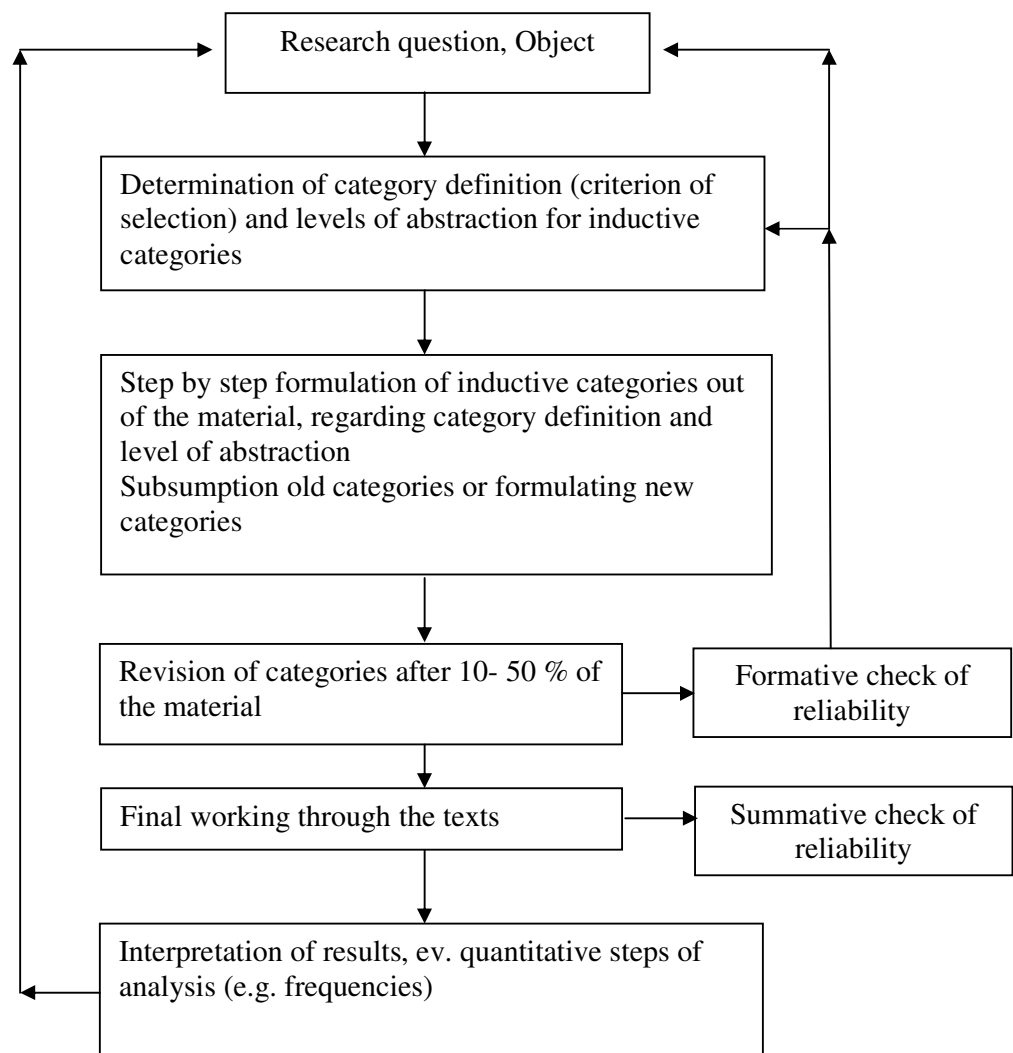 Research question, Object
Determination of category definition (criterion of
selection) and levels of abstraction for inductive
categories
Step by step formulation of inductive categories out
of the material, regarding category definition and
level of abstraction
Subsumption old categories or formulating new
categories
Revision of categories after 10- 50 % of
the material
Formative check of
reliability
Final working through the texts
Summative check of
reliability
Interpretation of results, ev. quantitative steps of
analysis (e.g. frequencies)